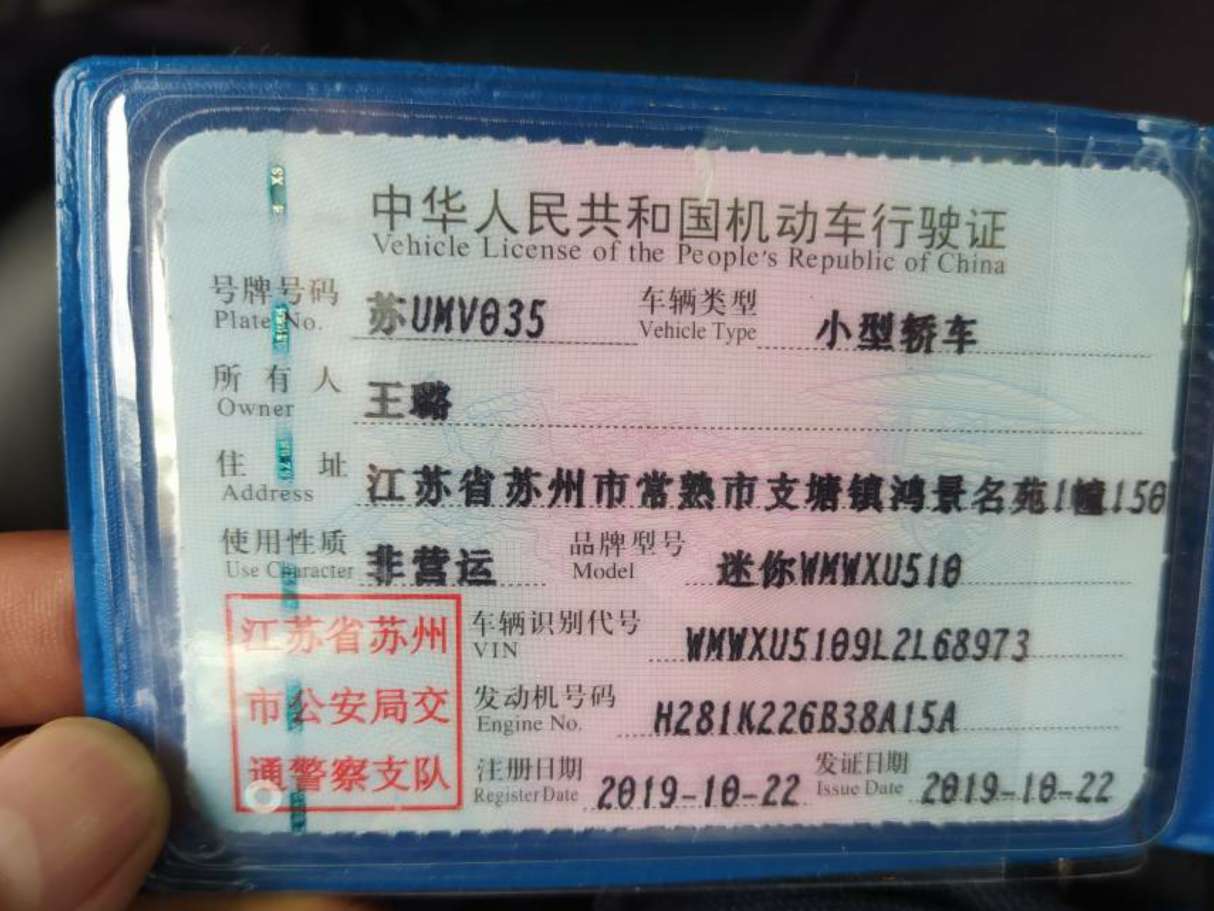 中华人民共和国机动车行驶证
Vehicle License of the People's Republic of China
号牌号码 苏UMV035 车辆类型 小型轿车
Plate No. Vehicle Type
所有人 王璐
Owner
住址 江苏省苏州市常熟市支塘镇鸿景名苑1幢150
Address
使用性质 非营运 品牌型号 迷你WMWXU510
Use Character Model
江苏省苏州
市公安局交
通警察支队
车辆识别代号 WMWXU5109L2L68973
VIN
发动机号码 H281K226B38A15A
Engine No.
注册日期 2019-10-22 发证日期 2019-10-22
Register Date Issue Date